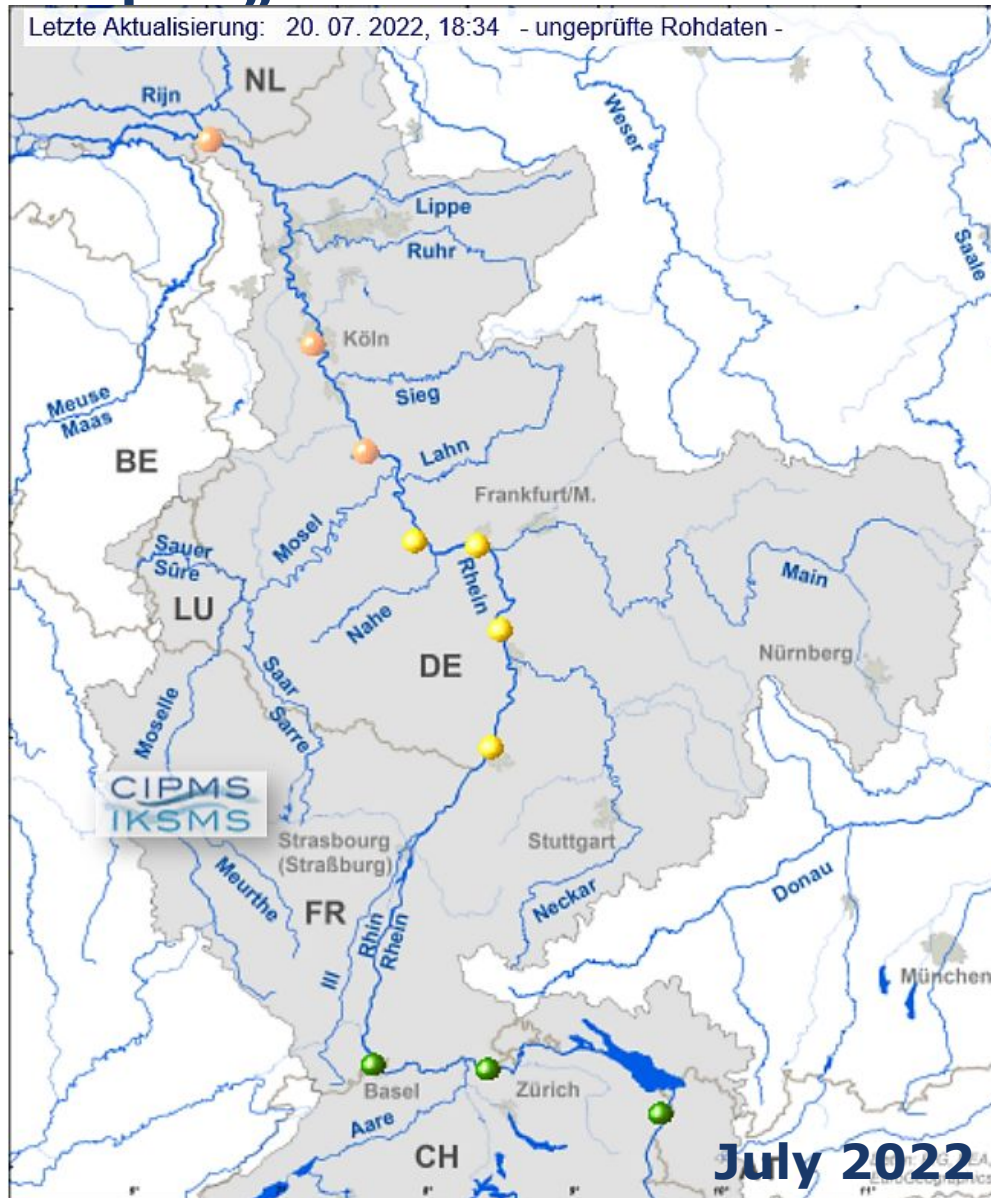 Letzte Aktualisierung: 20. 07. 2022, 18:34 - ungeprüfte Rohdaten -
NL
Rijn
Weser
Lippe
Ruhr
Saale
Köln
Sieg
Meuse
Maas
BE
Lahn
Frankfurt/M.
Mosel
Sauer
Sûre
Rhein
Main
LU
Nahe
Nürnberg
DE
Saar
Sarre
Moselle
CIPMS
IKSMS
Strasbourg
(Straßburg)
Stuttgart
Meurthe
Neckar
Donau
FR
Rhin
Rhein
Ill
München
Basel
Zürich
Aare
CH
July 2022